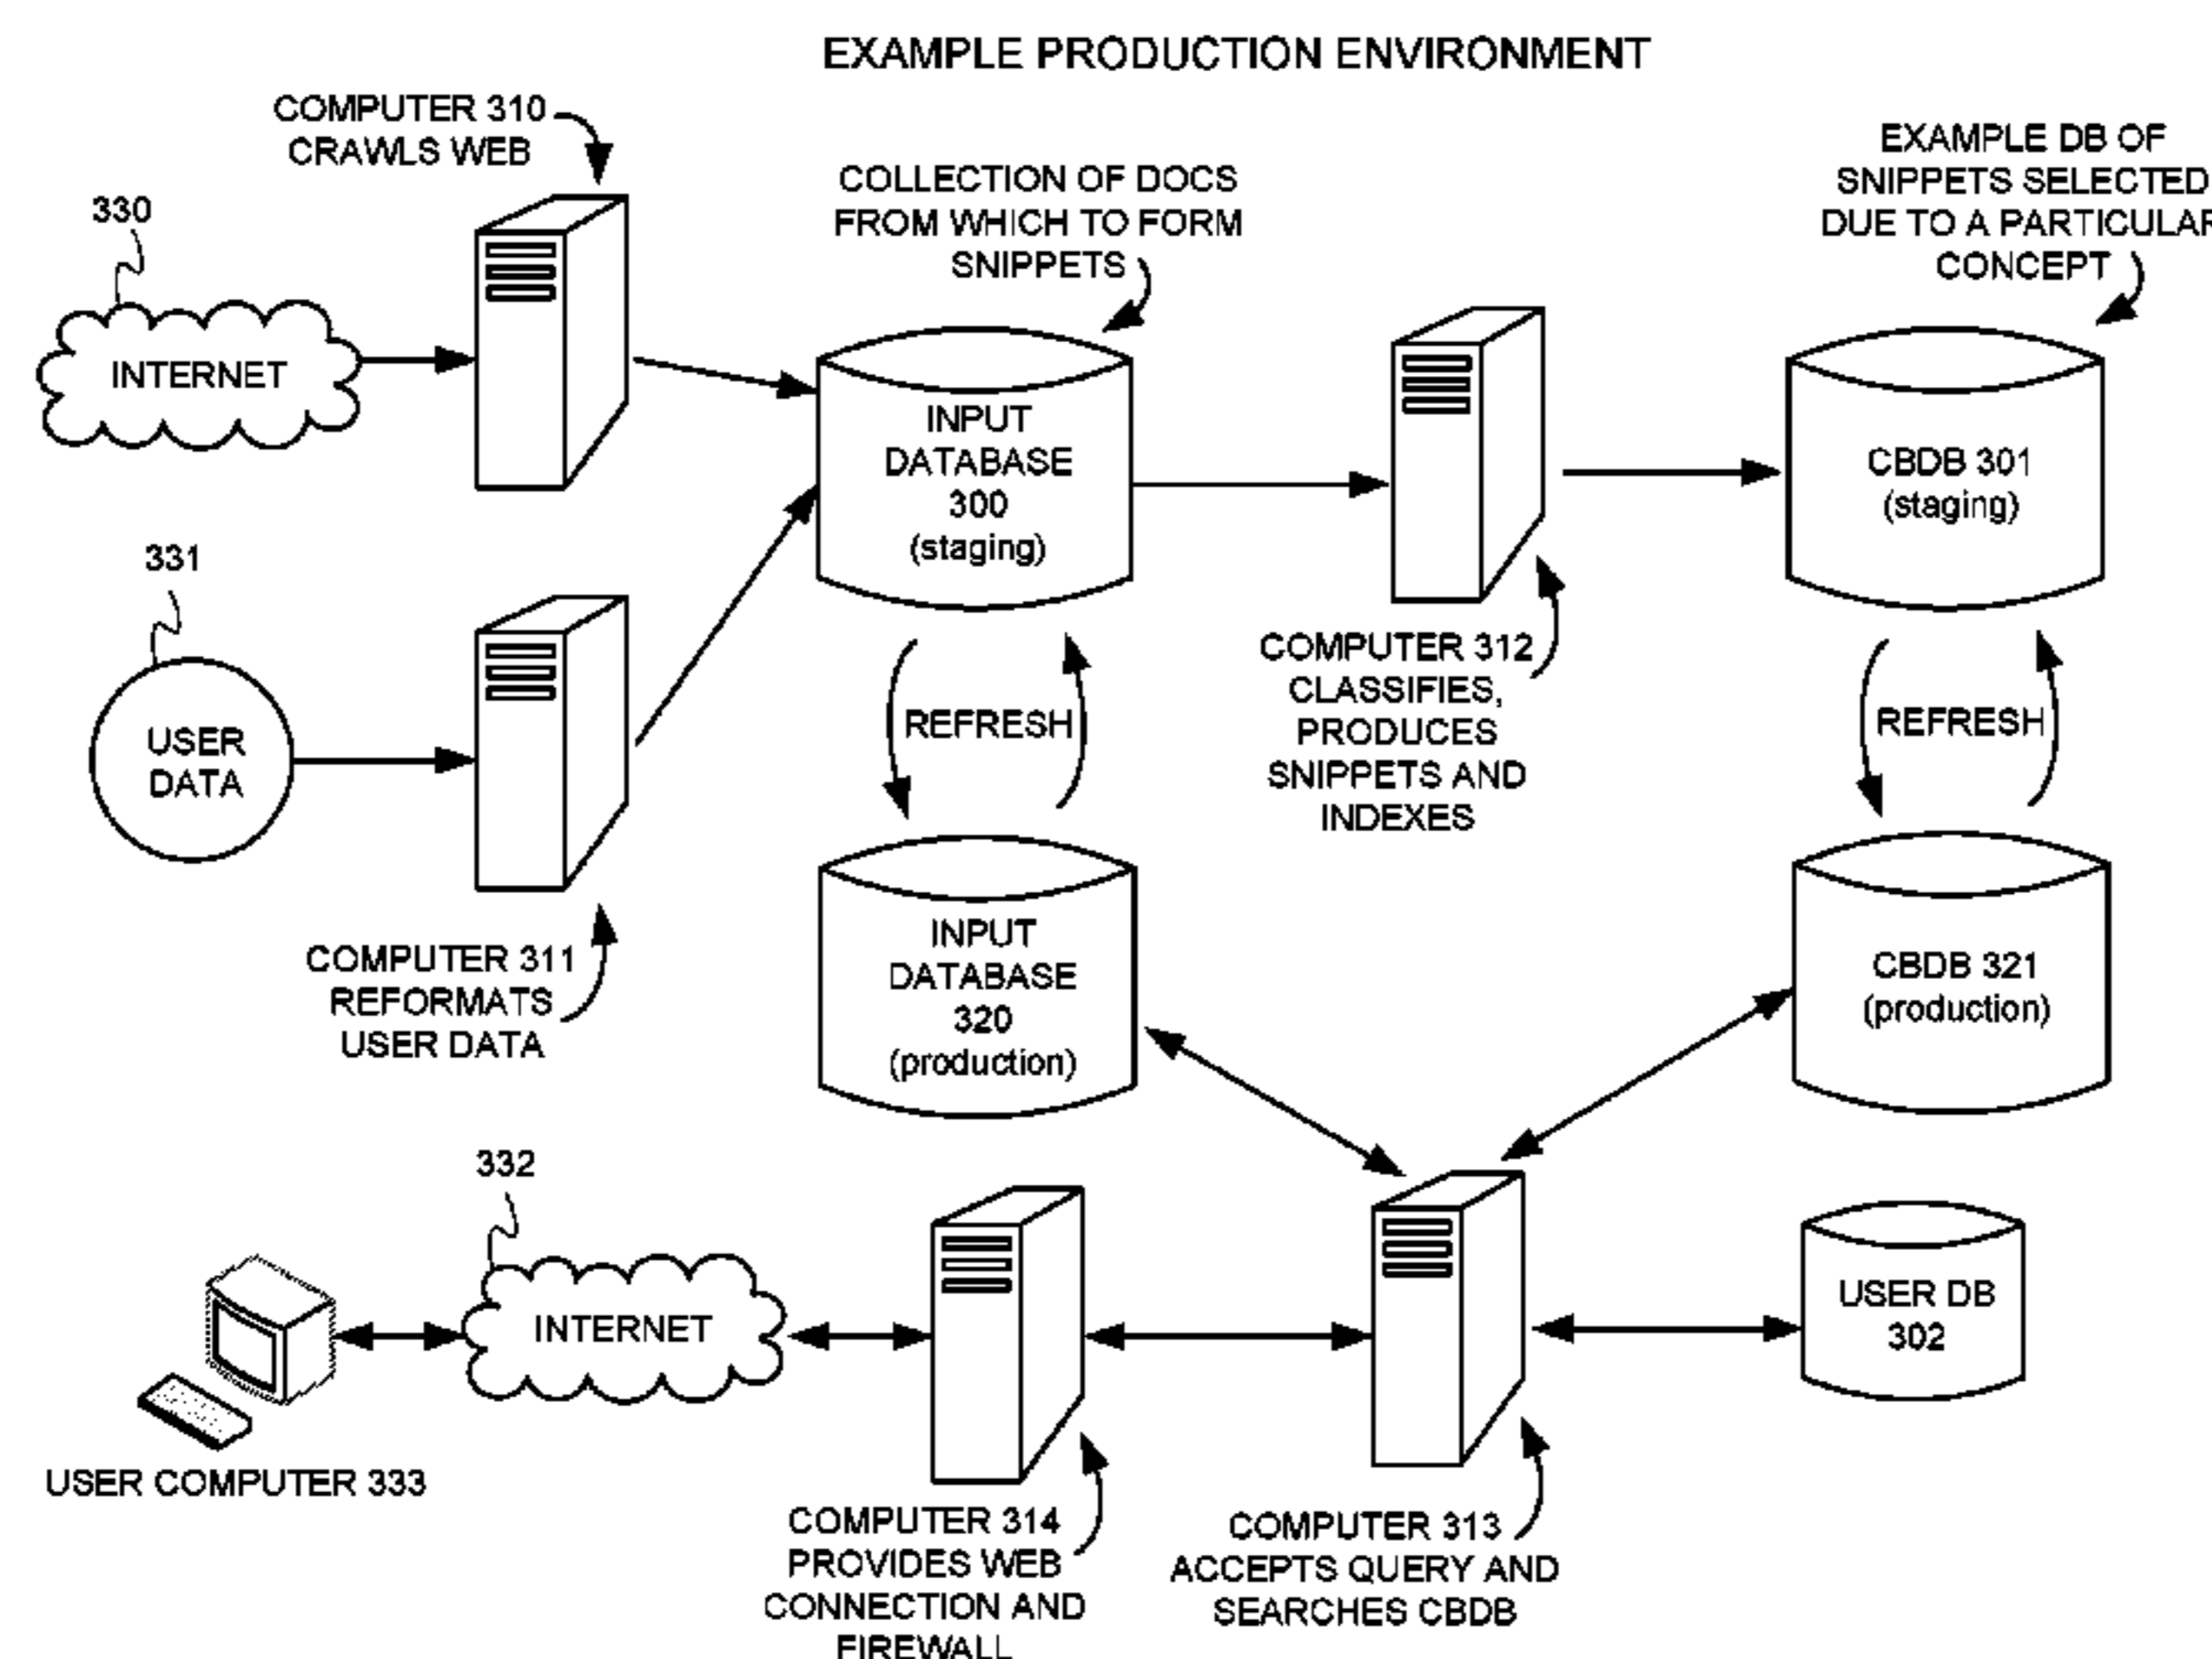 EXAMPLE PRODUCTION ENVIRONMENT
COMPUTER 310
CRAWLS WEB
330
INTERNET
COLLECTION OF DOCS
FROM WHICH TO FORM
SNIPPETS
EXAMPLE DB OF
SNIPPETS SELECTED
DUE TO A PARTICULAR
CONCEPT
INPUT
DATABASE
300
(staging)
CBDB 301
(staging)
331
USER
DATA
COMPUTER 311
REFORMATS
USER DATA
REFRESH
COMPUTER 312
CLASSIFIES,
PRODUCES
SNIPPETS AND
INDEXES
REFRESH
INPUT
DATABASE
320
(production)
CBDB 321
(production)
332
INTERNET
USER COMPUTER 333
COMPUTER 314
PROVIDES WEB
CONNECTION AND
FIREWALL
COMPUTER 313
ACCEPTS QUERY AND
SEARCHES CBDB
USER DB
302